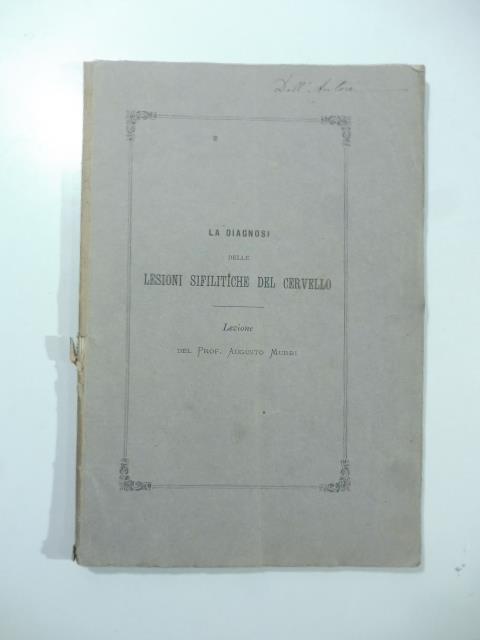 Dall'Autore
LA DIAGNOSI
DELLE
LESIONI SIFILITICHE DEL CERVELLO
Lezione
DEL PROF. AUGUSTO MURRI